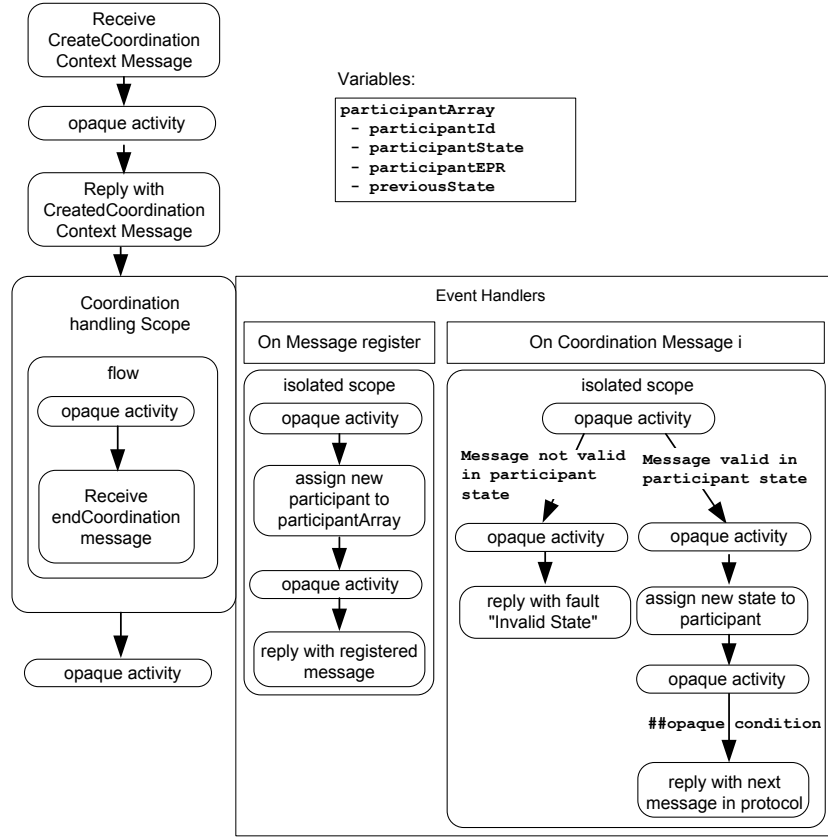 Receive
CreateCoordination
Context Message
opaque activity
Reply with
CreatedCoordination
Context Message
Variables:
participantArray
- participantId
- participantState
- participantEPR
- previousState
Coordination
handling Scope
flow
opaque activity
Receive
endCoordination
message
opaque activity
Event Handlers
On Message register
isolated scope
opaque activity
assign new
participant to
participantArray
opaque activity
reply with registered
message
On Coordination Message i
isolated scope
opaque activity
Message not valid
in participant
state
Message valid in
participant state
opaque activity
reply with fault
"Invalid State"
opaque activity
assign new state to
participant
opaque activity
##opaque condition
reply with next
message in protocol